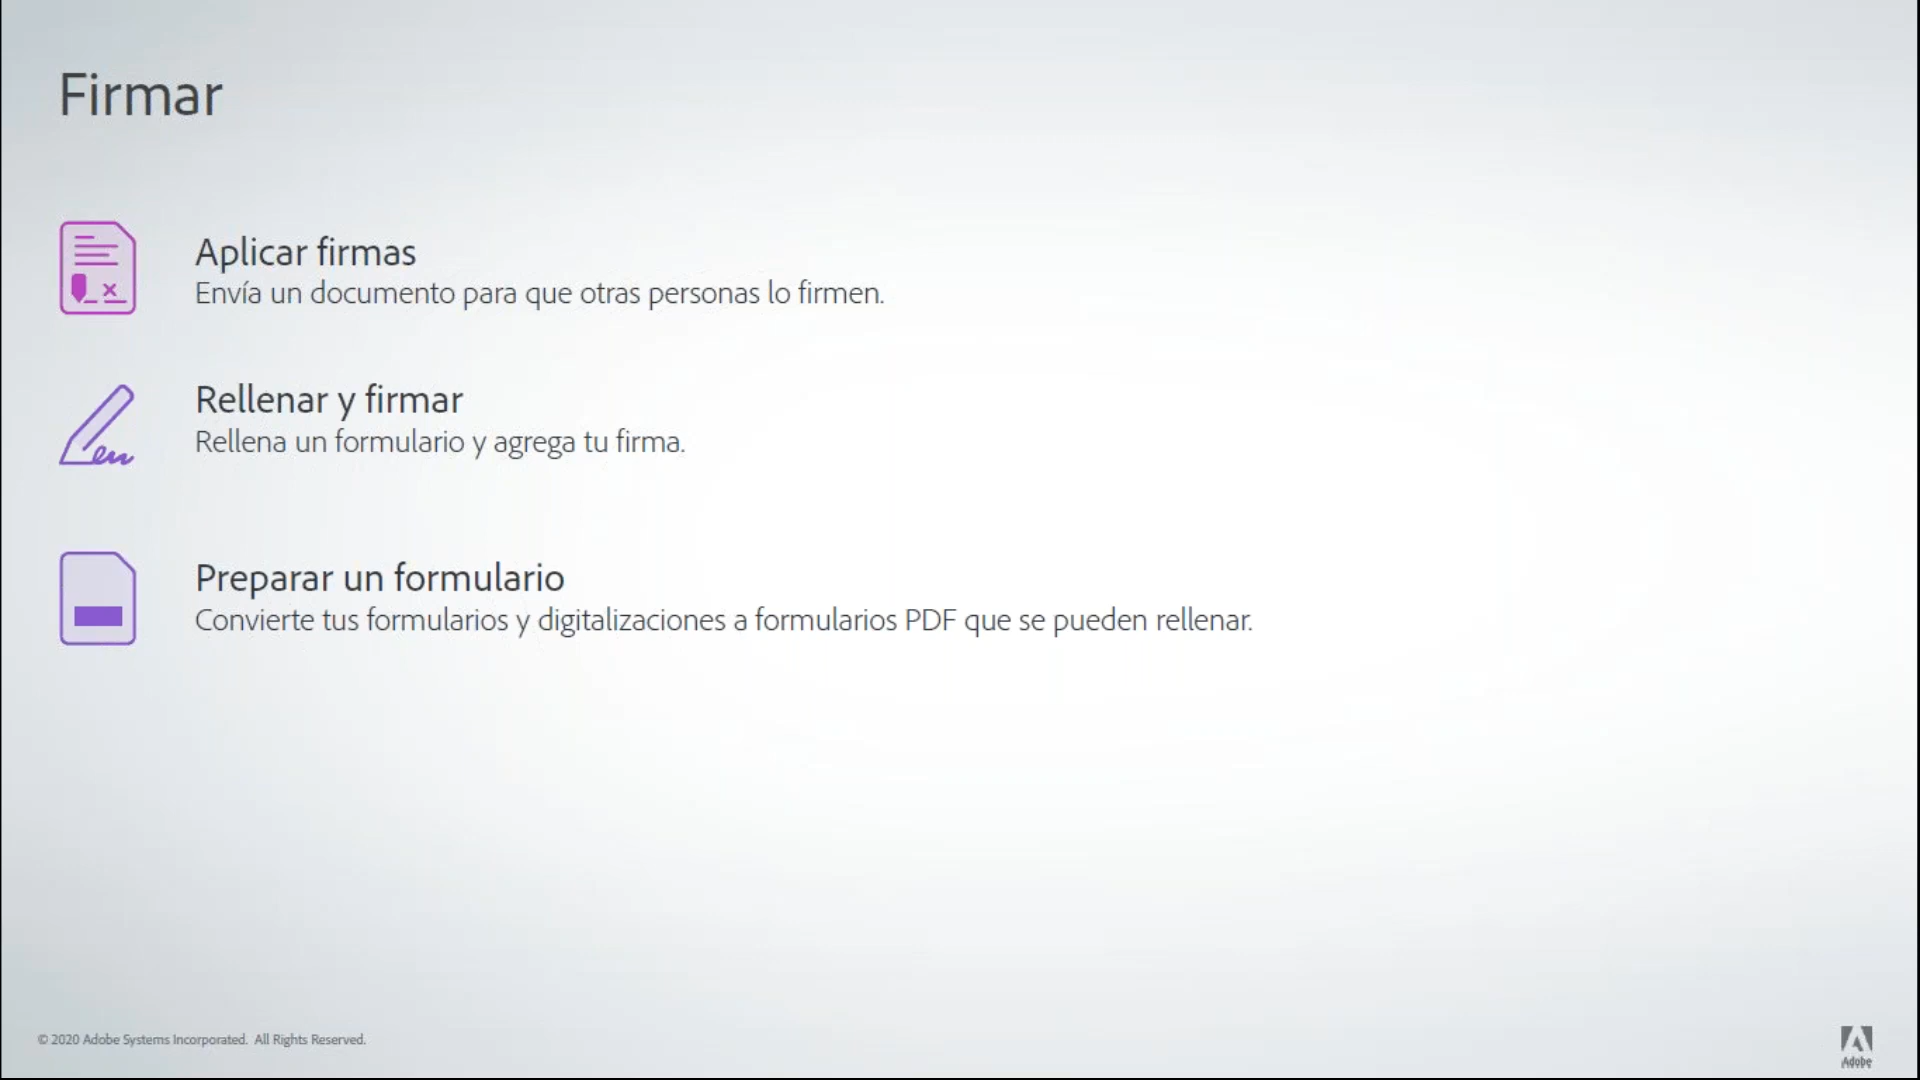 Firmar
Aplicar firmas
Envía un documento para que otras personas lo firmen.
Rellenar y firmar
Rellena un formulario y agrega tu firma.
Preparar un formulario
Convierte tus formularios y digitalizaciones a formularios PDF que se pueden rellenar.
© 2020 Adobe Systems Incorporated. All Rights Reserved.
Adobe